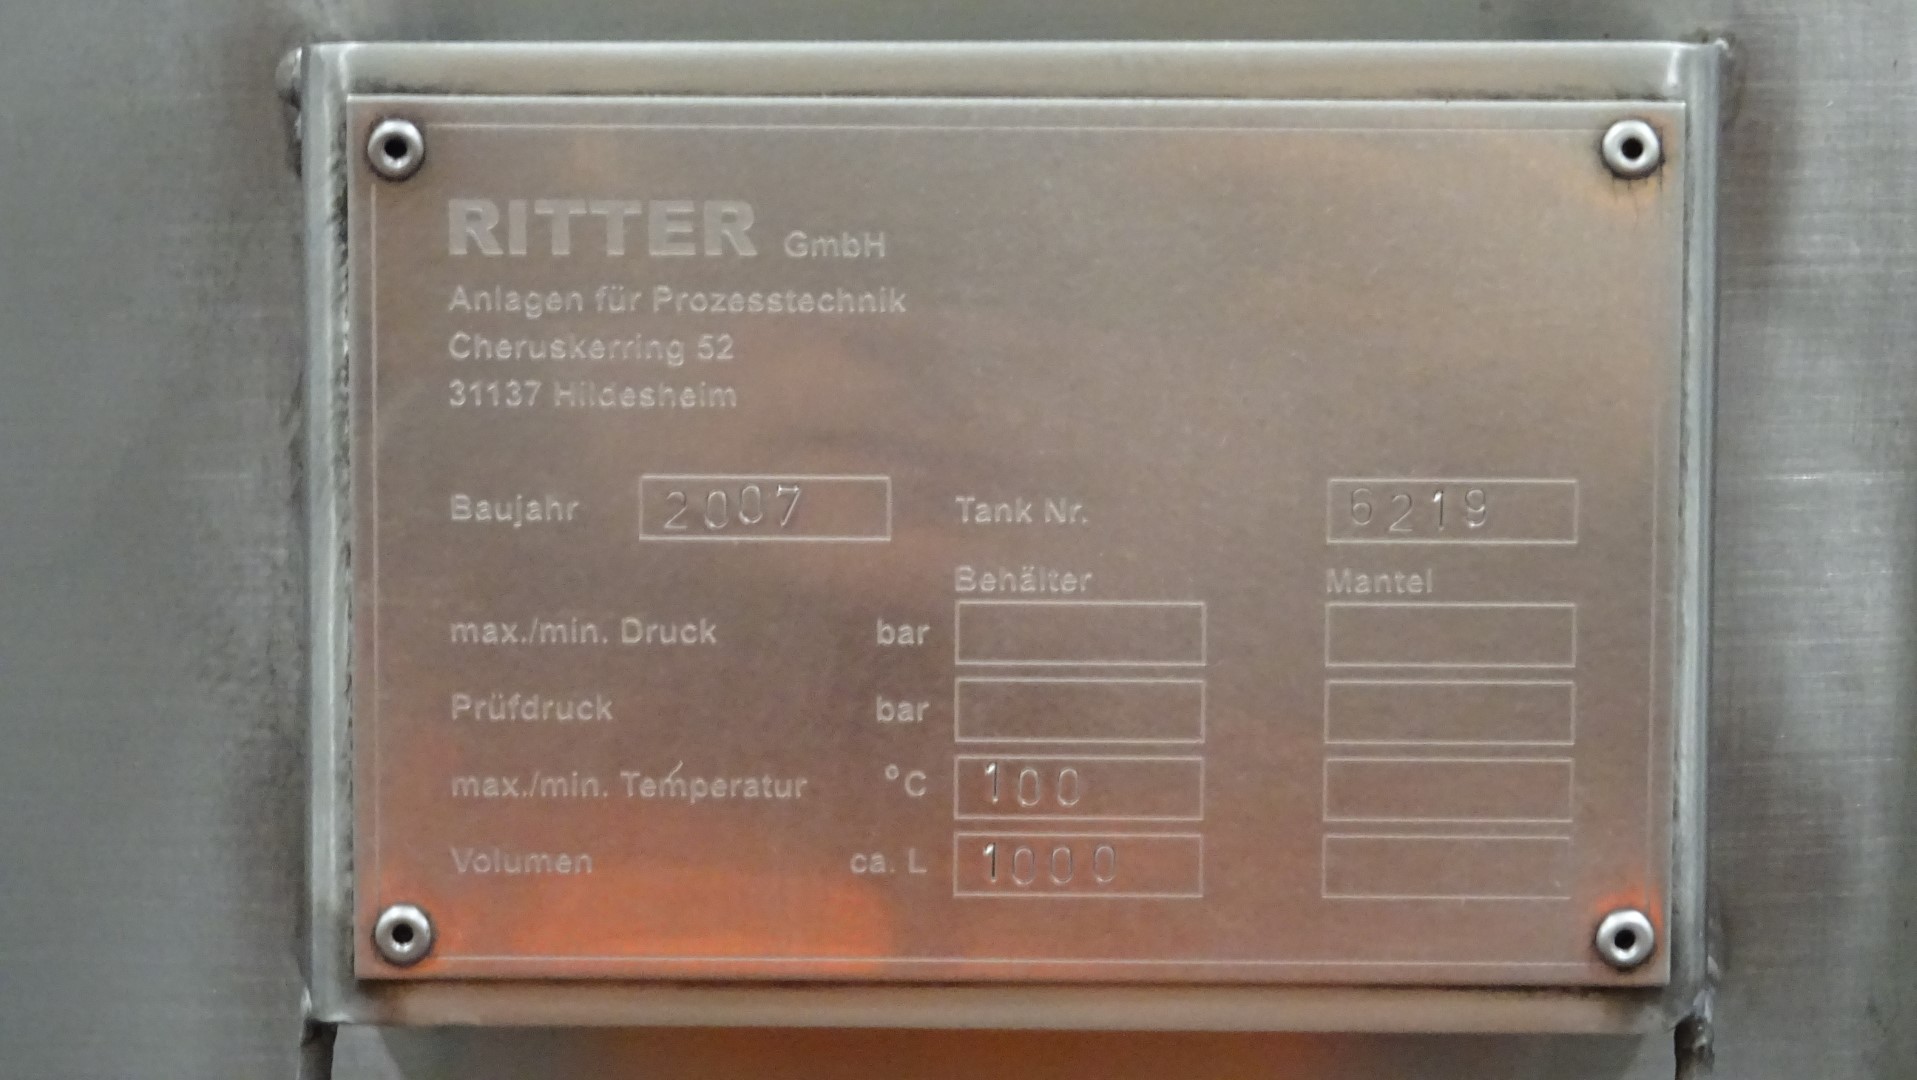 RITTER GmbH
Anlagen für Prozesstechnik
Cheruskerring 52
31137 Hildesheim
Baujahr 2007 Tank Nr. 6219
Behälter Mantel
max./min. Druck bar
Prüfdruck bar
max./min. Temperatur °C 100
Volumen ca. L 1000